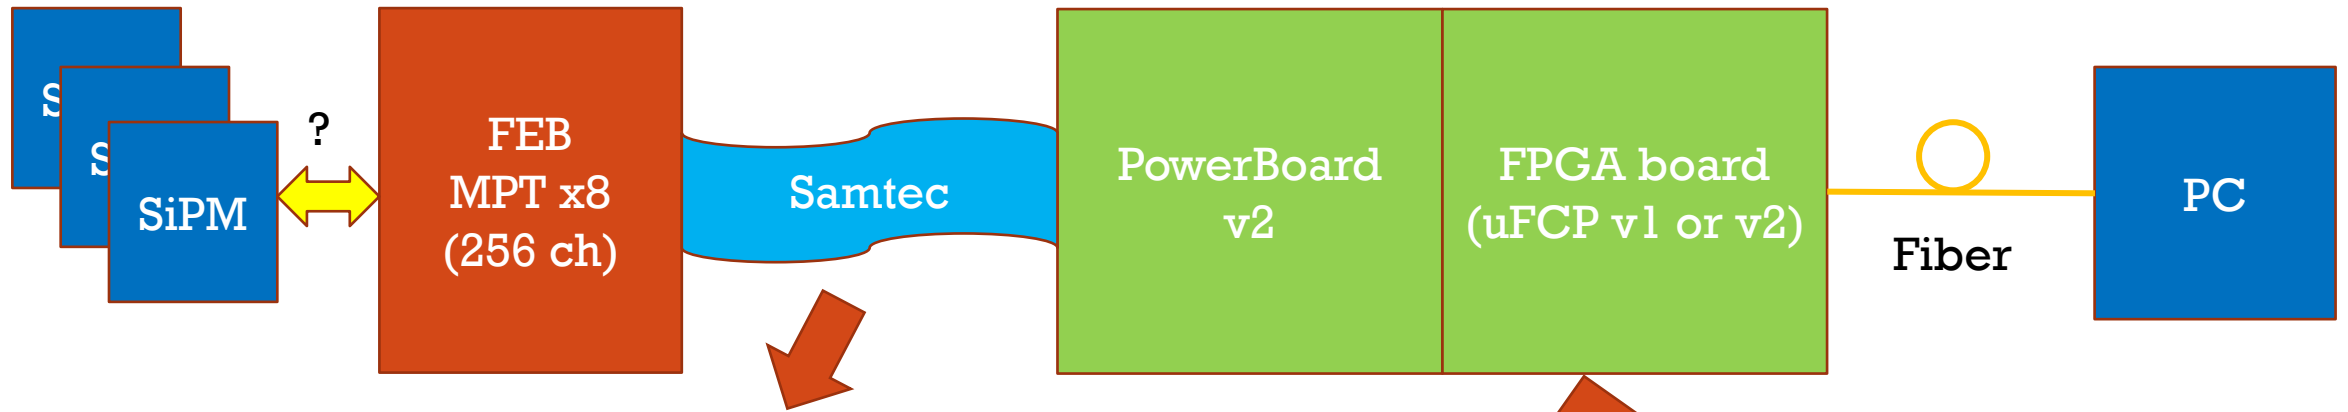 S
S
SiPM
?
FEB
MPT x8
(256 ch)
Samtec
PowerBoard
v2
FPGA board
(uFCP v1 or v2)
Fiber
PC